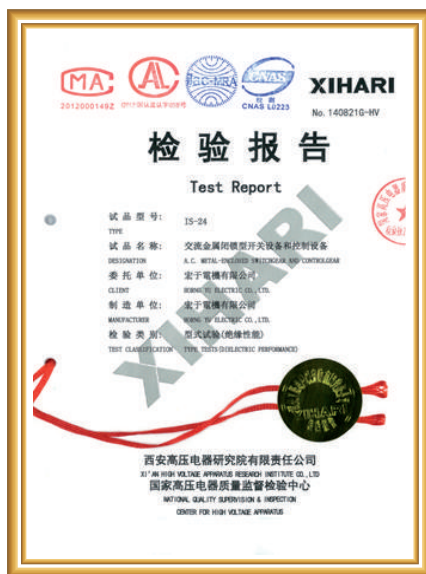 MA
AL
ilac-MRA
CNAS
XIHARI
2012000149Z
检测
CNAS L0223
No. 140821G-HV
检验报告
Test Report
试品型号: IS-24
TYPE
试品名称: 交流金属闭锁型开关设备和控制设备
DESIGNATION A.C. METAL-ENCLOSED SWITCHGEAR AND CONTROLGEAR
委托单位: 宏于電機有限公司
CLIENT HORNG YU ELECTRIC CO., LTD.
制造单位: 宏于電機有限公司
MANUFACTURER HORNG YU ELECTRIC CO., LTD.
检验类别: 型式试验(绝缘性能)
TEST CLASSIFICATION TYPE TESTS(DIELECTRIC PERFORMANCE)
XIHARI
西安高压电器研究院有限责任公司
XI'AN HIGH VOLTAGE APPARATUS RESEARCH INSTITUTE CO., LTD
国家高压电器质量监督检验中心
NATIONAL QUALITY SUPERVISION & INSPECTION
CENTER FOR HIGH VOLTAGE APPARATUS